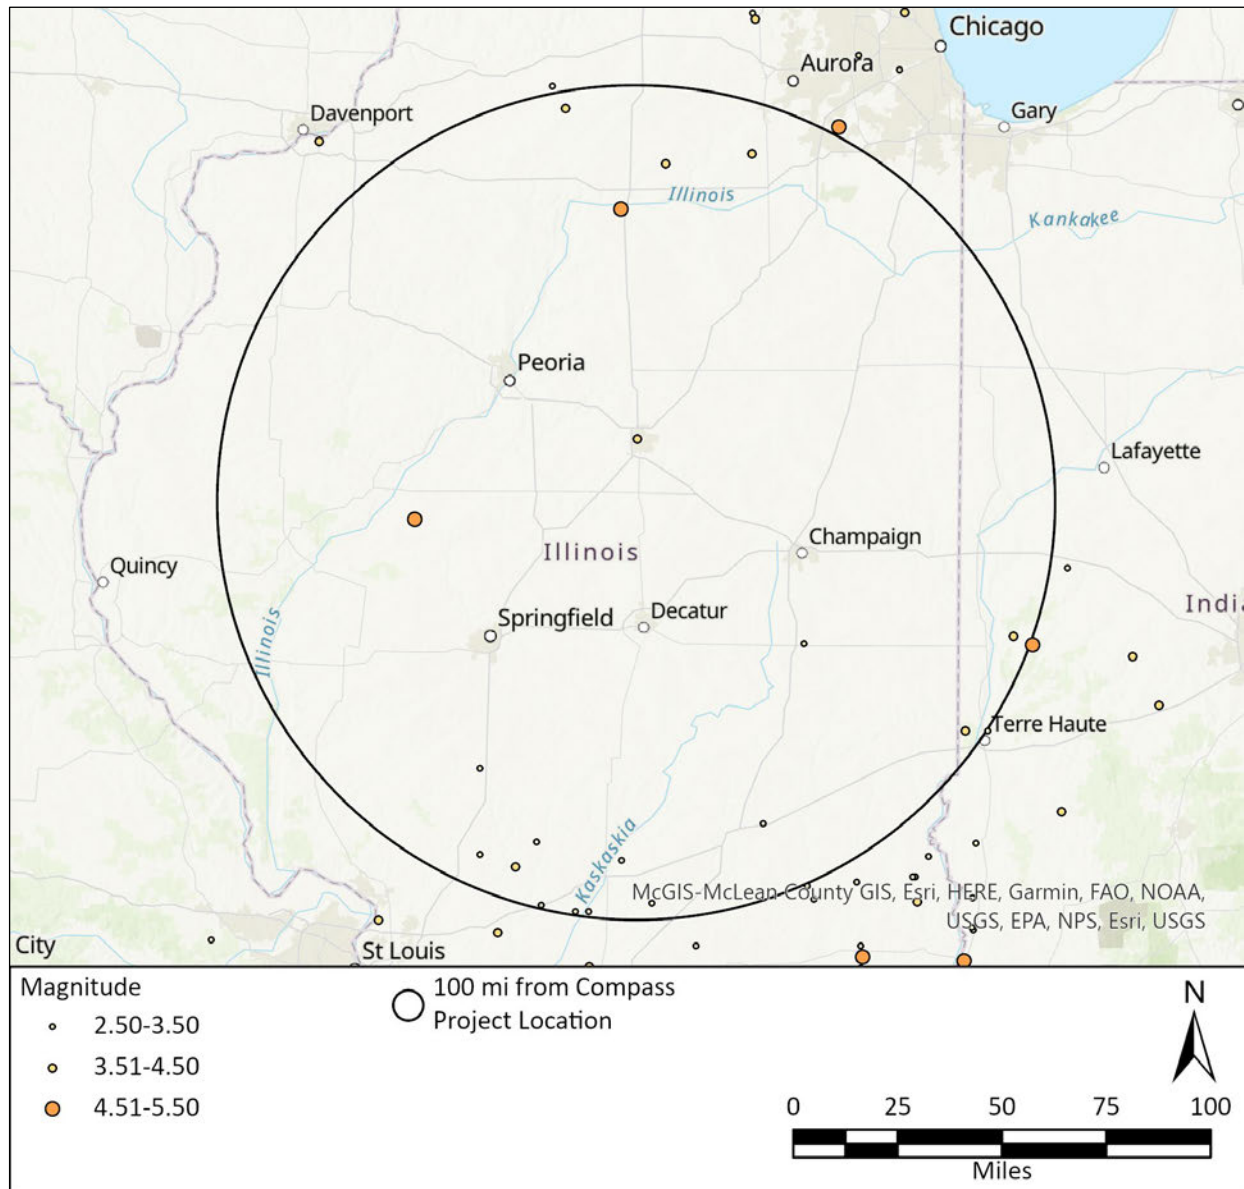 Chicago
Aurora
Davenport
Gary
Illinois
Kankakee
Peoria
Lafayette
Champaign
Quincy
Illinois
Springfield
Decatur
India
Illinois
Terre Haute
Kaskaskia
McGIS-McLean County GIS, Esri, HERE, Garmin, FAO, NOAA,
USGS, EPA, NPS, Esri, USGS
City
St Louis
Magnitude
2.50-3.50
3.51-4.50
4.51-5.50
100 mi from Compass
Project Location
N
0 25 50 75 100
Miles